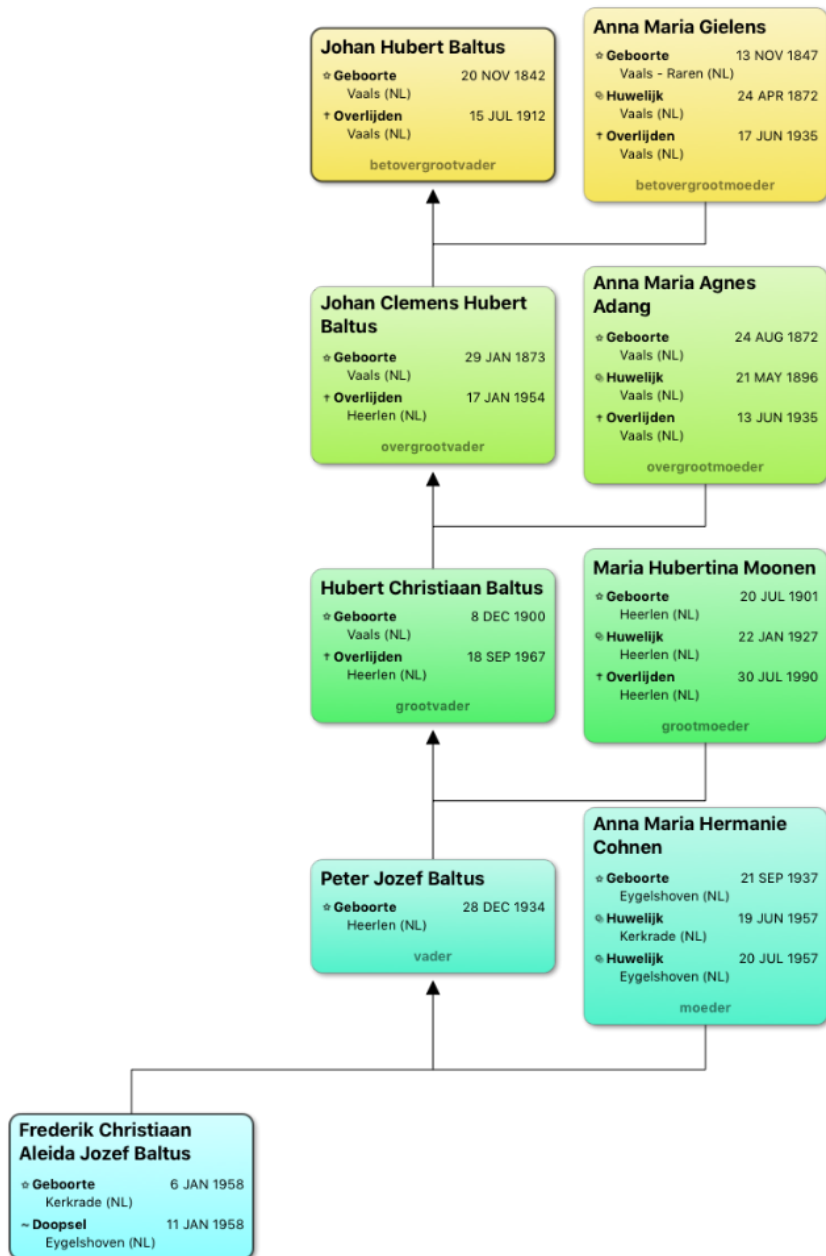 Johan Hubert Baltus
☆ Geboorte 20 NOV 1842
Vaals (NL)
† Overlijden 15 JUL 1912
Vaals (NL)
betovergrootvader
Anna Maria Gielens
☆ Geboorte 13 NOV 1847
Vaals - Raren (NL)
⚭ Huwelijk 24 APR 1872
Vaals (NL)
† Overlijden 17 JUN 1935
Vaals (NL)
betovergrootmoeder
Johan Clemens Hubert
Baltus
☆ Geboorte 29 JAN 1873
Vaals (NL)
† Overlijden 17 JAN 1954
Heerlen (NL)
overgrootvader
Anna Maria Agnes
Adang
☆ Geboorte 24 AUG 1872
Vaals (NL)
⚭ Huwelijk 21 MAY 1896
Vaals (NL)
† Overlijden 13 JUN 1935
Vaals (NL)
overgrootmoeder
Hubert Christiaan Baltus
☆ Geboorte 8 DEC 1900
Vaals (NL)
† Overlijden 18 SEP 1967
Heerlen (NL)
grootvader
Maria Hubertina Moonen
☆ Geboorte 20 JUL 1901
Heerlen (NL)
⚭ Huwelijk 22 JAN 1927
Heerlen (NL)
† Overlijden 30 JUL 1990
Heerlen (NL)
grootmoeder
Peter Jozef Baltus
☆ Geboorte 28 DEC 1934
Heerlen (NL)
vader
Anna Maria Hermanie
Cohnen
☆ Geboorte 21 SEP 1937
Eygelshoven (NL)
⚭ Huwelijk 19 JUN 1957
Kerkrade (NL)
⚭ Huwelijk 20 JUL 1957
Eygelshoven (NL)
moeder
Frederik Christiaan
Aleida Jozef Baltus
☆ Geboorte 6 JAN 1958
Kerkrade (NL)
~ Doopsel 11 JAN 1958
Eygelshoven (NL)